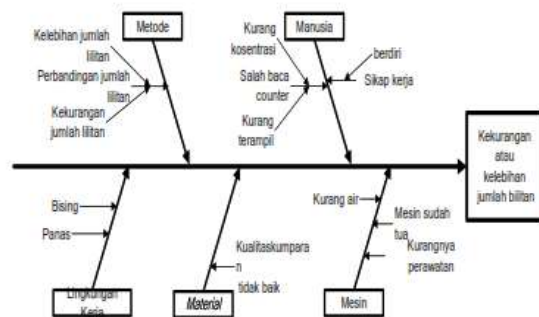 Metode
Manusia
Kelebihan jumlah
lilitan
Perbandingan jumlah
lilitan
Kekurangan
jumlah lilitan
Kurang
kosentrasi
Salah baca
counter
Kurang
terampil
berdiri
Sikap kerja
Kekurangan
atau
kelebihan
jumlah bilitan
Bising
Panas
Kualitaskumpara
n
tidak baik
Kurang air
Mesin sudah
tua
Kurangnya
perawatan
Lingkungan
Kerja
Material
Mesin